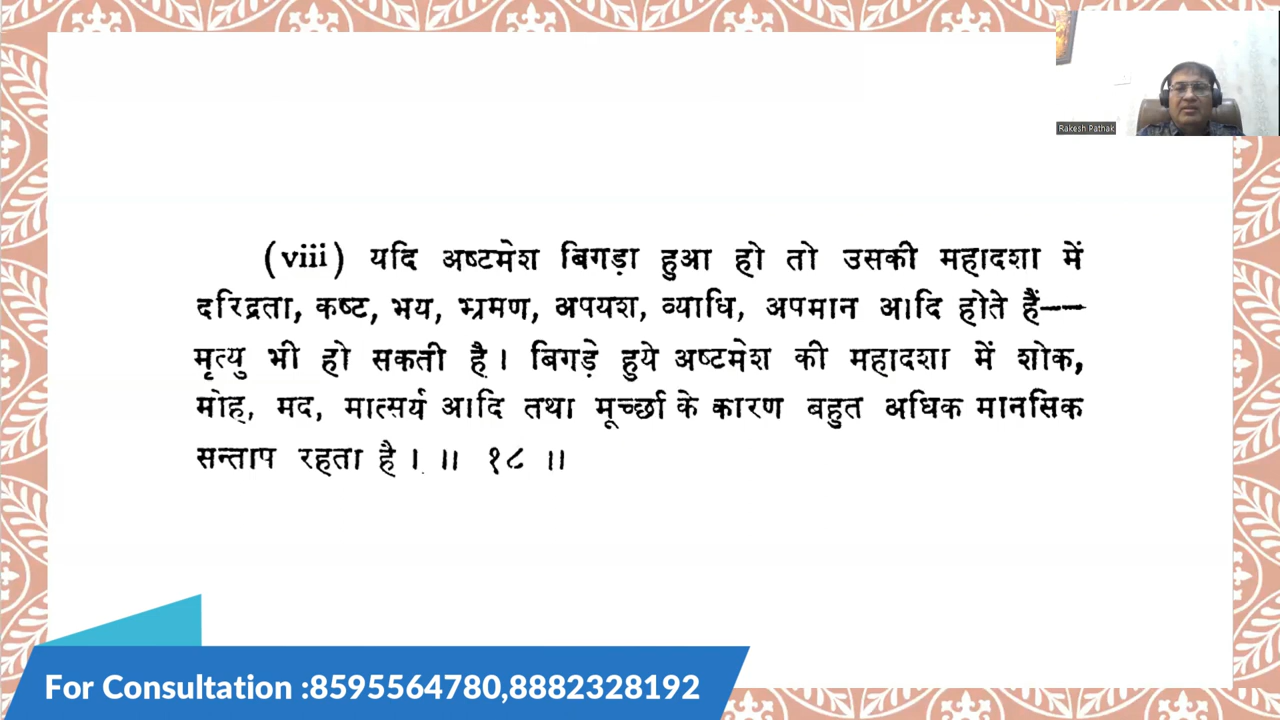 Rakesh Pathak
(viii) यदि अष्टमेश बिगड़ा हुआ हो तो उसकी महादशा में
दरिद्रता, कष्ट, भय, भ्रमण, अपयश, व्याधि, अपमान आदि होते हैं——
मृत्यु भी हो सकती है। बिगड़े हुये अष्टमेश की महादशा में शोक,
मोह, मद, मात्सर्य आदि तथा मूर्च्छा के कारण बहुत अधिक मानसिक
सन्ताप रहता है। ॥ १८ ॥
For Consultation :8595564780,8882328192